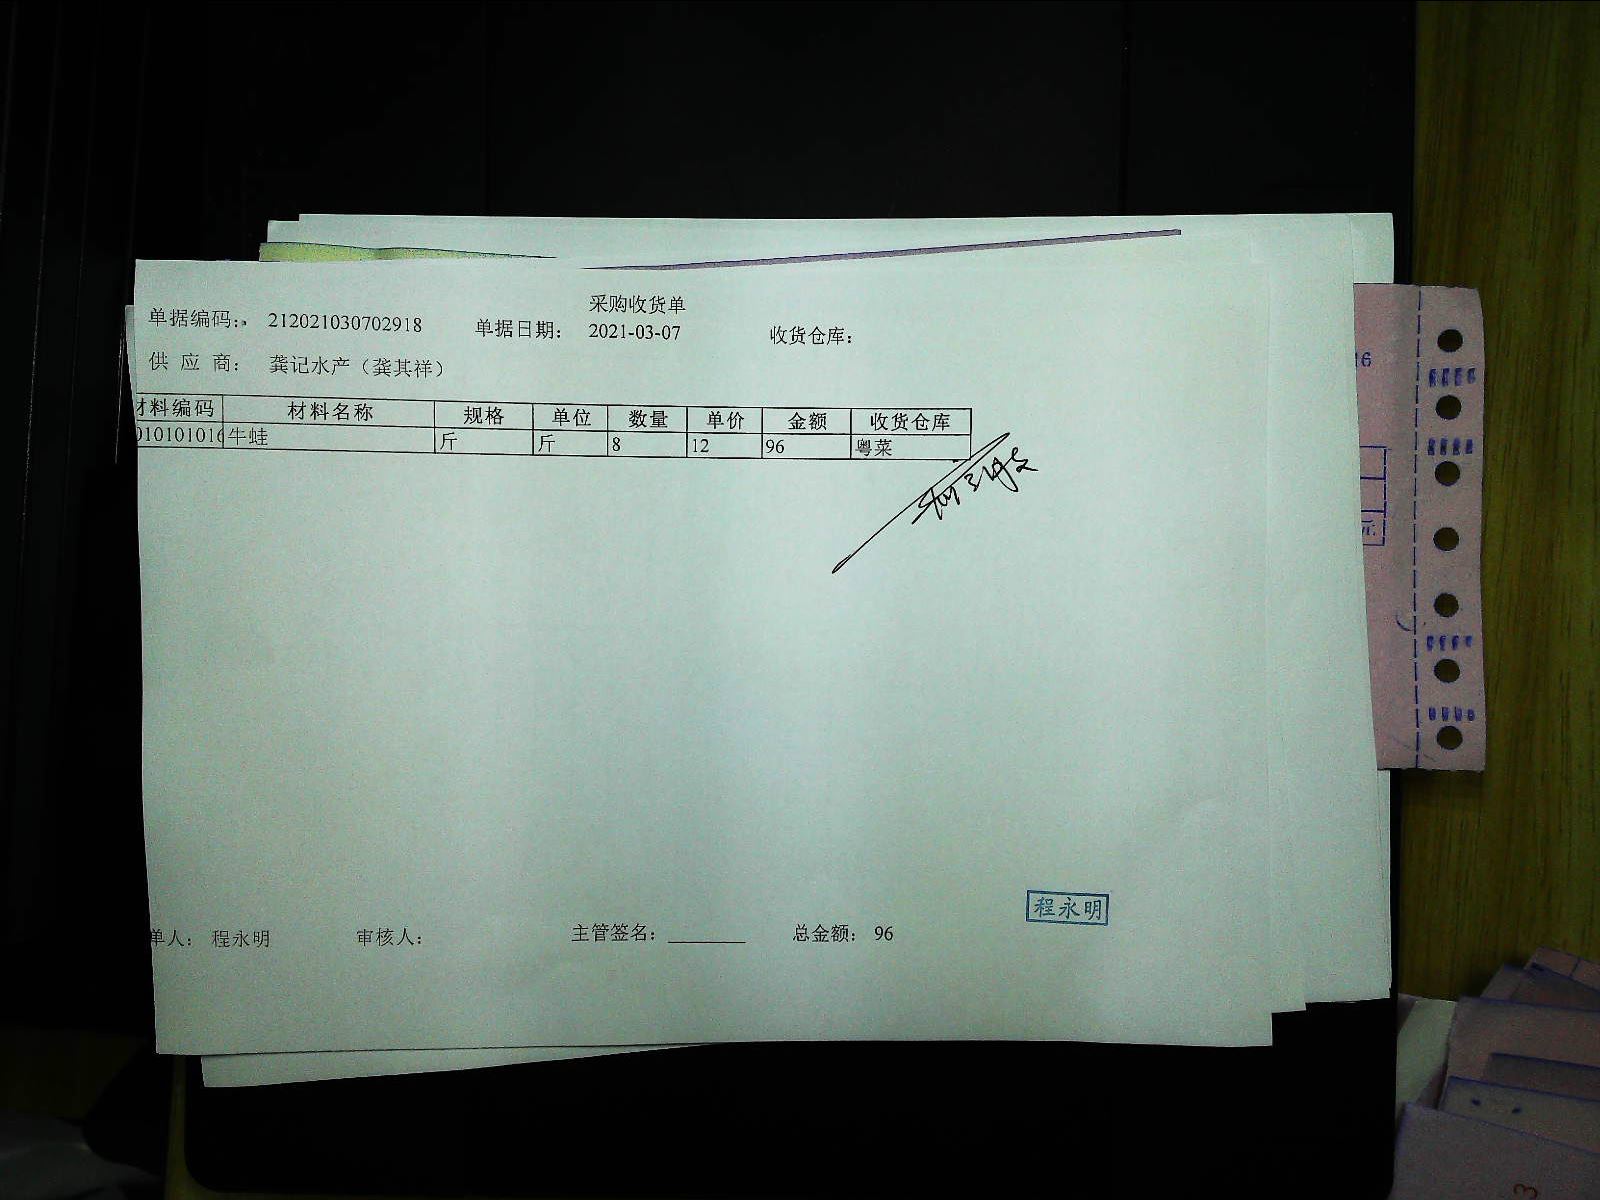 采购收货单
单据编码: 212021030702918 单据日期: 2021-03-07 收货仓库:
供 应 商: 龚记水产（龚其祥）
材料编码 材料名称 规格 单位 数量 单价 金额 收货仓库
010101016 牛蛙 斤 斤 8 12 96 粤菜
单人: 程永明 审核人: 主管签名: 总金额: 96
程永明
16
元